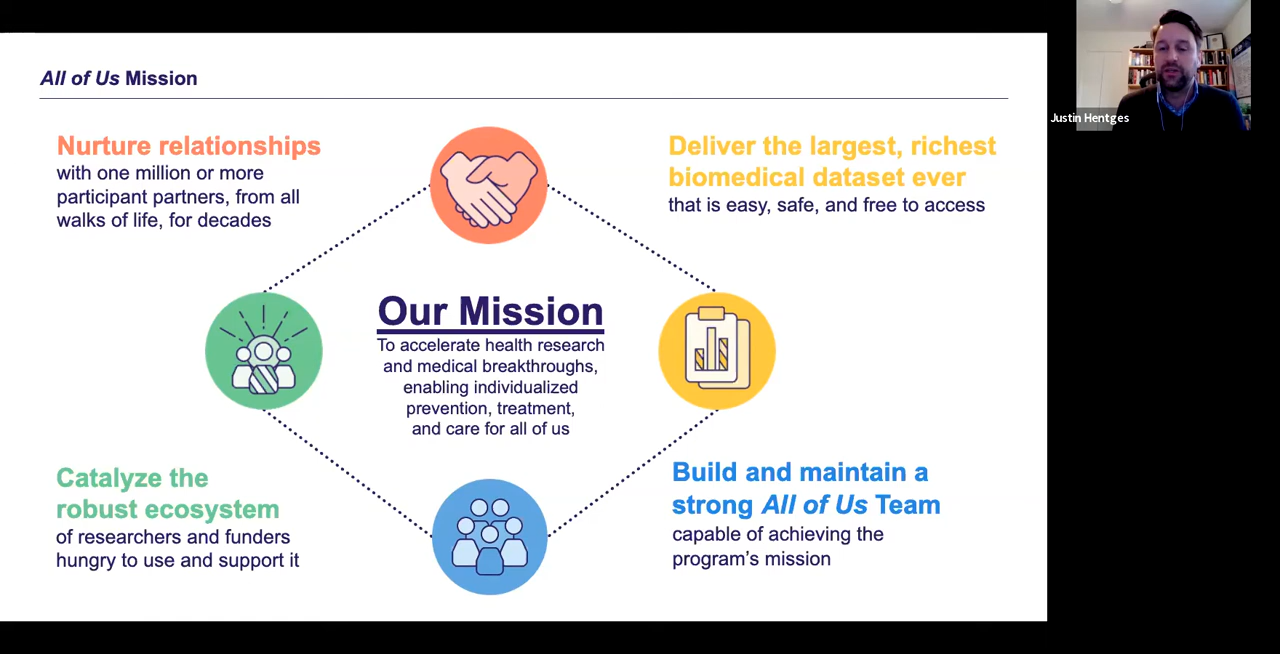 All of Us Mission
Justin Hentges
Nurture relationships
with one million or more
participant partners, from all
walks of life, for decades
Deliver the largest, richest
biomedical dataset ever
that is easy, safe, and free to access
Our Mission
To accelerate health research
and medical breakthroughs,
enabling individualized
prevention, treatment,
and care for all of us
Catalyze the
robust ecosystem
of researchers and funders
hungry to use and support it
Build and maintain a
strong All of Us Team
capable of achieving the
program’s mission